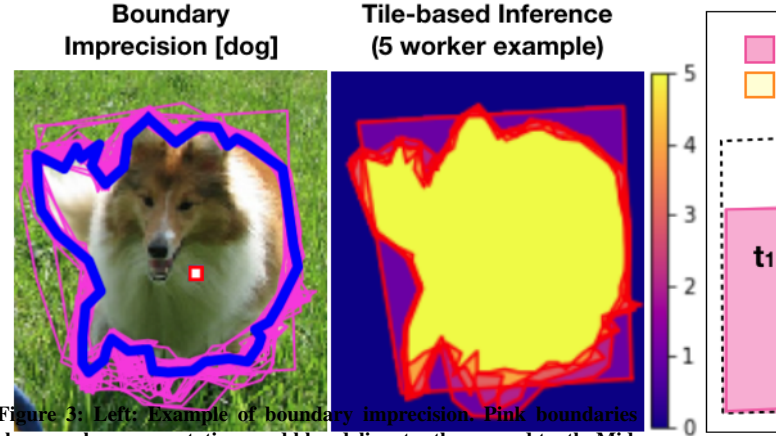 Boundary
Imprecision [dog]
Tile-based Inference
(5 worker example)
5
4
3
2
1
0
t1
Figure 3: Left: Example of boundary imprecision. Pink boundaries